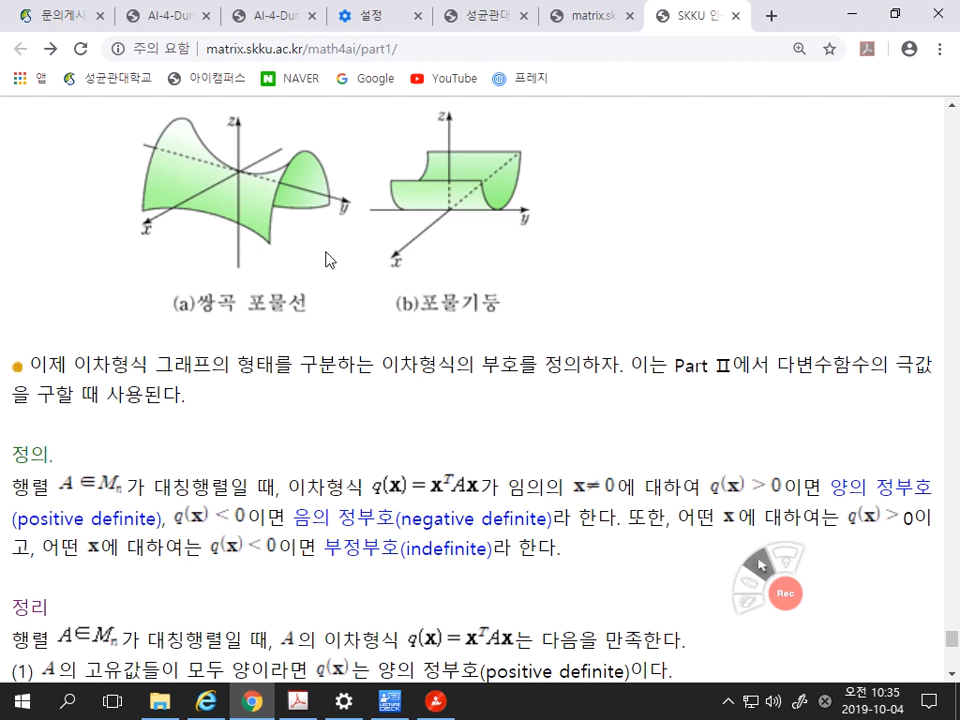 문의게시
AI-4-Dur
AI-4-Dur
설정
성균관대
matrix.sk
SKKU 인
주의 요함
matrix.skku.ac.kr/math4ai/part1/
앱
성균관대학교
아이캠퍼스
NAVER
Google
YouTube
프레지
z
x
y
z
x
y
(a)쌍곡 포물선
(b)포물기둥
이제 이차형식 그래프의 형태를 구분하는 이차형식의 부호를 정의하자. 이는 Part Ⅱ에서 다변수함수의 극값
을 구할 때 사용된다.
정의.
행렬 A∈Mₙ가 대칭행렬일 때, 이차형식 q(x) = xᵀAx가 임의의 x≠0에 대하여 q(x) > 0이면 양의 정부호
(positive definite), q(x) < 0이면 음의 정부호(negative definite)라 한다. 또한, 어떤 x에 대하여는 q(x) > 0이
고, 어떤 x에 대하여는 q(x) < 0이면 부정부호(indefinite)라 한다.
Rec
정리
행렬 A∈Mₙ가 대칭행렬일 때, A의 이차형식 q(x) = xᵀAx는 다음을 만족한다.
(1) A의 고유값들이 모두 양이라면 q(x)는 양의 정부호(positive definite)이다.
LECTURE
오전 10:35
2019-10-04